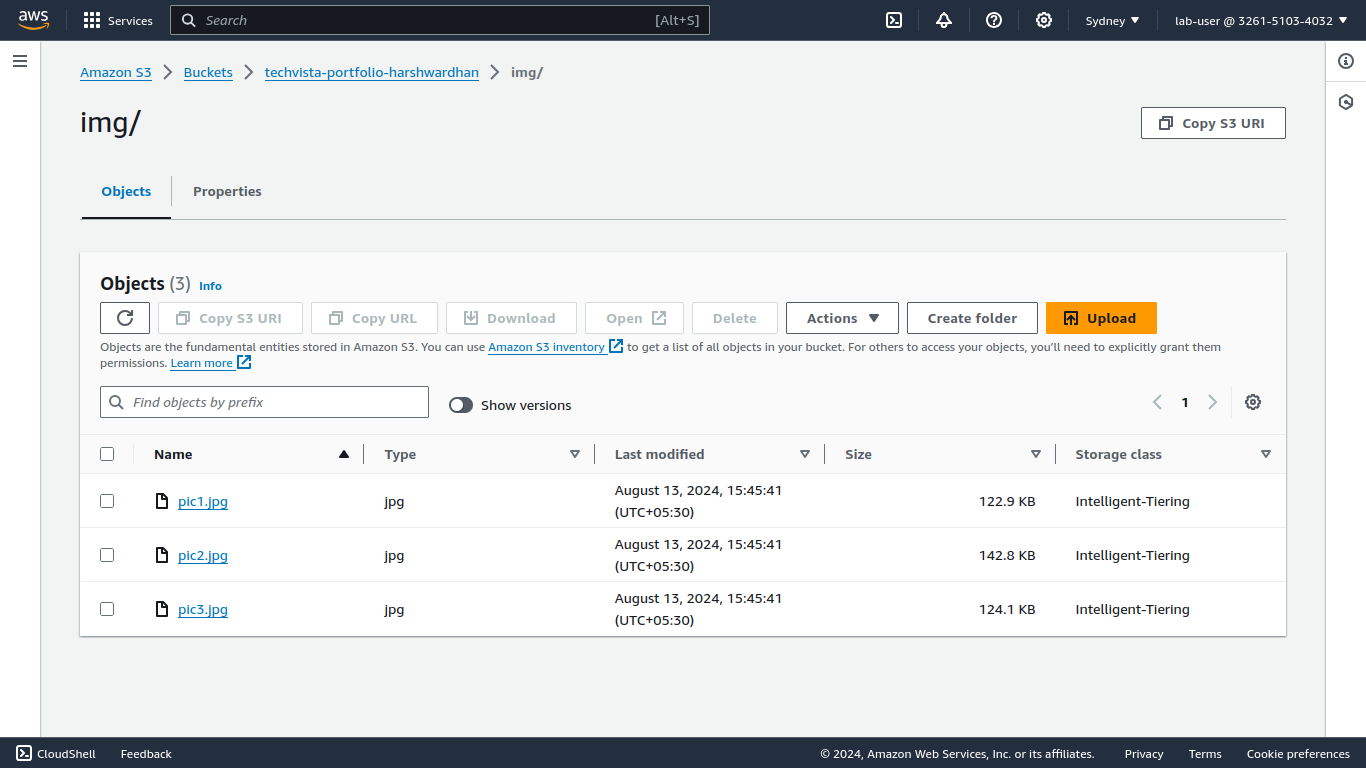 aws Services Search [Alt+S] Sydney lab-user @ 3261-5103-4032
Amazon S3 Buckets techvista-portfolio-harshwardhan img/
img/ Copy S3 URI
Objects Properties
Objects (3) Info
Copy S3 URI Copy URL Download Open Delete Actions Create folder Upload
Objects are the fundamental entities stored in Amazon S3. You can use Amazon S3 inventory to get a list of all objects in your bucket. For others to access your objects, you'll need to explicitly grant them
permissions. Learn more
Find objects by prefix Show versions 1
Name Type Last modified Size Storage class
pic1.jpg jpg August 13, 2024, 15:45:41 (UTC+05:30) 122.9 KB Intelligent-Tiering
pic2.jpg jpg August 13, 2024, 15:45:41 (UTC+05:30) 142.8 KB Intelligent-Tiering
pic3.jpg jpg August 13, 2024, 15:45:41 (UTC+05:30) 124.1 KB Intelligent-Tiering
CloudShell Feedback © 2024, Amazon Web Services, Inc. or its affiliates. Privacy Terms Cookie preferences